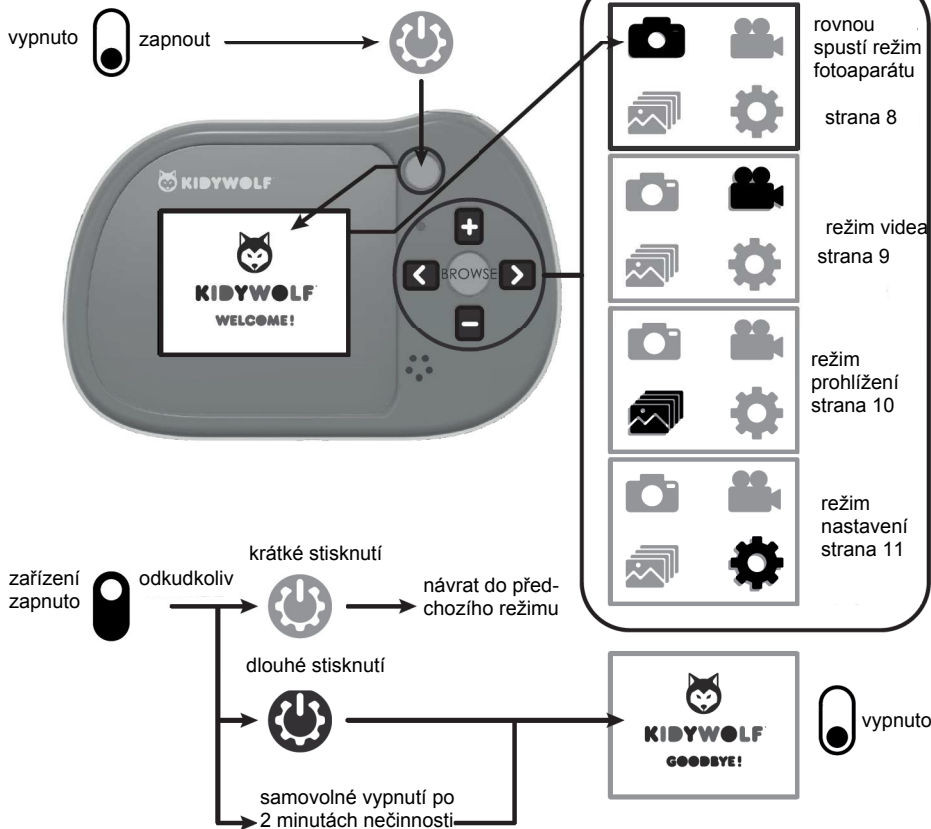 vypnuto
zapnout
KIDYWOLF
KIDYWOLF
WELCOME!
BROWSE
rovnou
spustí režim
fotoaparátu
strana 8
režim videa
strana 9
režim
prohlížení
strana 10
režim
nastavení
strana 11
zařízení
zapnuto
odkudkoliv
krátké stisknutí
návrat do před-
chozího režimu
dlouhé stisknutí
samovolné vypnutí po
2 minutách nečinnosti
KIDYWOLF
GOODBYE!
vypnuto